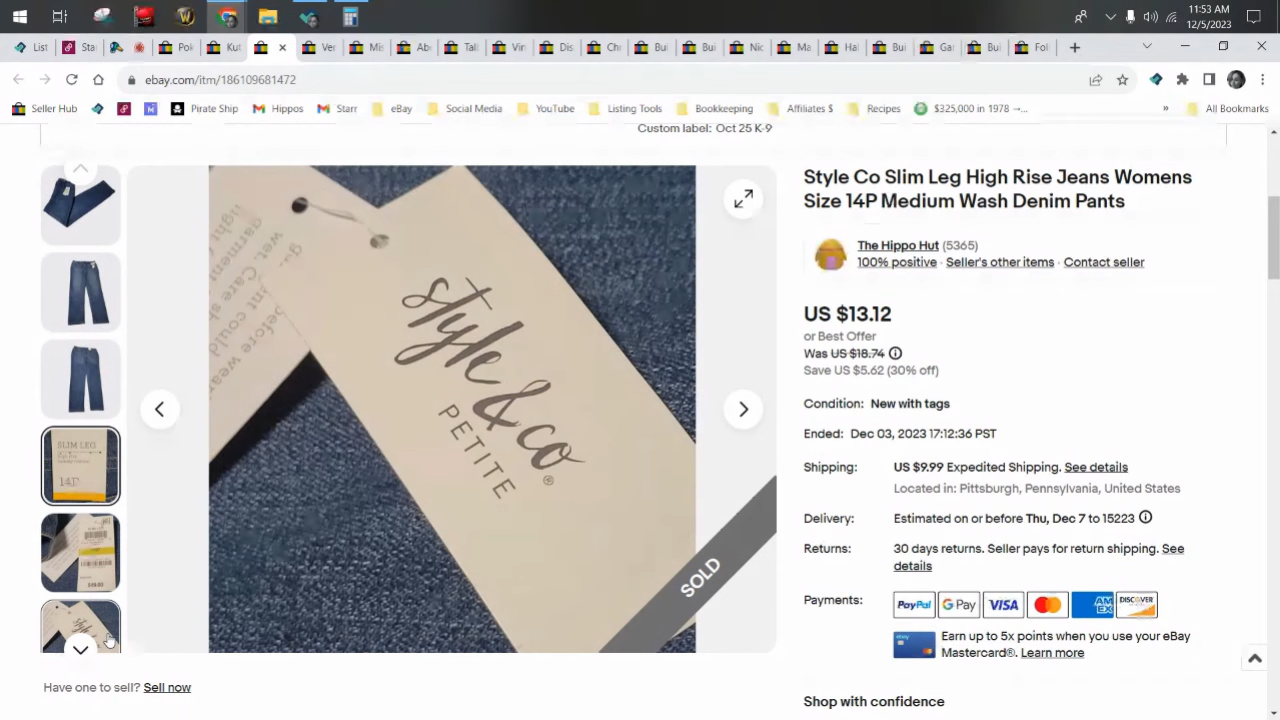 11:53 AM
12/5/2023
List
Sta
Pok
Kut
Ver
Mis
Abo
Tall
Vin
Dis
Che
Bui
Bui
Nic
Ma
Hal
Bui
Gar
Bui
Fol
ebay.com/itm/186109681472
Seller Hub
Pirate Ship
Hippos
Starr
eBay
Social Media
YouTube
Listing Tools
Bookkeeping
Affiliates $
Recipes
$325,000 in 1978 →...
»
All Bookmarks
Custom label: Oct 25 K-9
style & co
PETITE
®
SOLD
SLIM LEG
14P
$49.50
Have one to sell? Sell now
Style Co Slim Leg High Rise Jeans Womens
Size 14P Medium Wash Denim Pants
The Hippo Hut (5365)
100% positive · Seller's other items · Contact seller
US $13.12
or Best Offer
Was US $18.74
Save US $5.62 (30% off)
Condition: New with tags
Ended: Dec 03, 2023 17:12:36 PST
Shipping: US $9.99 Expedited Shipping. See details
Located in: Pittsburgh, Pennsylvania, United States
Delivery: Estimated on or before Thu, Dec 7 to 15223
Returns: 30 days returns. Seller pays for return shipping. See
details
Payments: PayPal G Pay VISA MasterCard AMEX DISCOVER
ebay Earn up to 5x points when you use your eBay
Mastercard®. Learn more
Shop with confidence